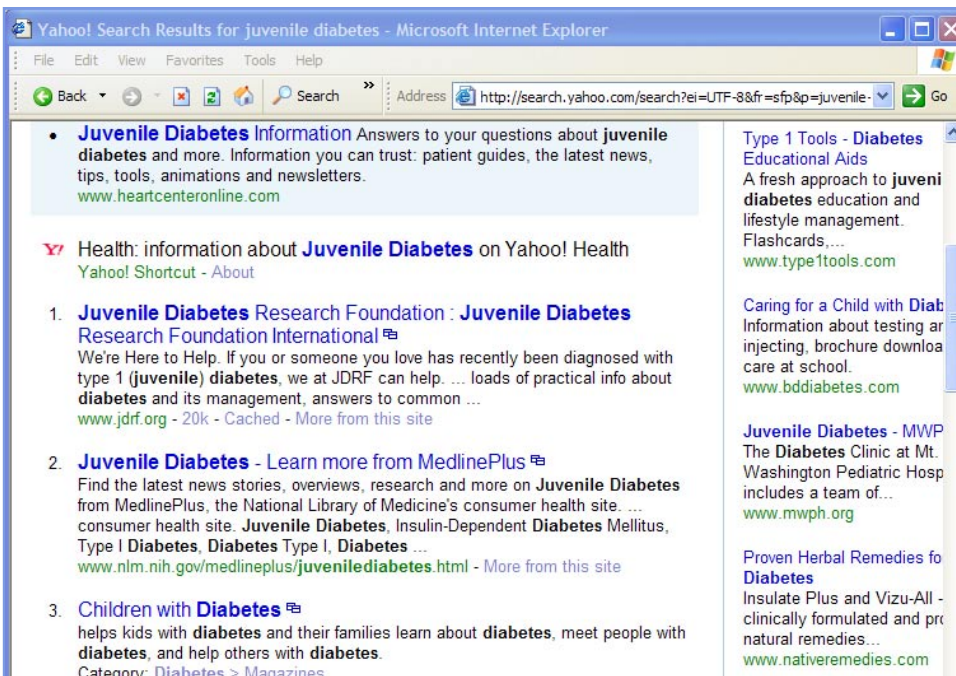 Yahoo! Search Results for juvenile diabetes - Microsoft Internet Explorer
File Edit View Favorites Tools Help
Back Search » Address http://search.yahoo.com/search?ei=UTF-8&fr=sfp&p=juvenile- Go
• Juvenile Diabetes Information Answers to your questions about juvenile
diabetes and more. Information you can trust: patient guides, the latest news,
tips, tools, animations and newsletters.
www.heartcenteronline.com
Y! Health: information about Juvenile Diabetes on Yahoo! Health
Yahoo! Shortcut - About
1. Juvenile Diabetes Research Foundation : Juvenile Diabetes
Research Foundation International
We're Here to Help. If you or someone you love has recently been diagnosed with
type 1 (juvenile) diabetes, we at JDRF can help. ... loads of practical info about
diabetes and its management, answers to common ...
www.jdrf.org - 20k - Cached - More from this site
2. Juvenile Diabetes - Learn more from MedlinePlus
Find the latest news stories, overviews, research and more on Juvenile Diabetes
from MedlinePlus, the National Library of Medicine's consumer health site. ...
consumer health site. Juvenile Diabetes, Insulin-Dependent Diabetes Mellitus,
Type I Diabetes, Diabetes Type I, Diabetes ...
www.nlm.nih.gov/medlineplus/juvenilediabetes.html - More from this site
3. Children with Diabetes
helps kids with diabetes and their families learn about diabetes, meet people with
diabetes, and help others with diabetes.
Category: Diabetes > Magazines
Type 1 Tools - Diabetes
Educational Aids
A fresh approach to juveni
diabetes education and
lifestyle management.
Flashcards,...
www.type1tools.com
Caring for a Child with Diab
Information about testing an
injecting, brochure downloa
care at school.
www.bddiabetes.com
Juvenile Diabetes - MWP
The Diabetes Clinic at Mt.
Washington Pediatric Hosp
includes a team of...
www.mwph.org
Proven Herbal Remedies fo
Diabetes
Insulate Plus and Vizu-All -
clinically formulated and pro
natural remedies...
www.nativeremedies.com